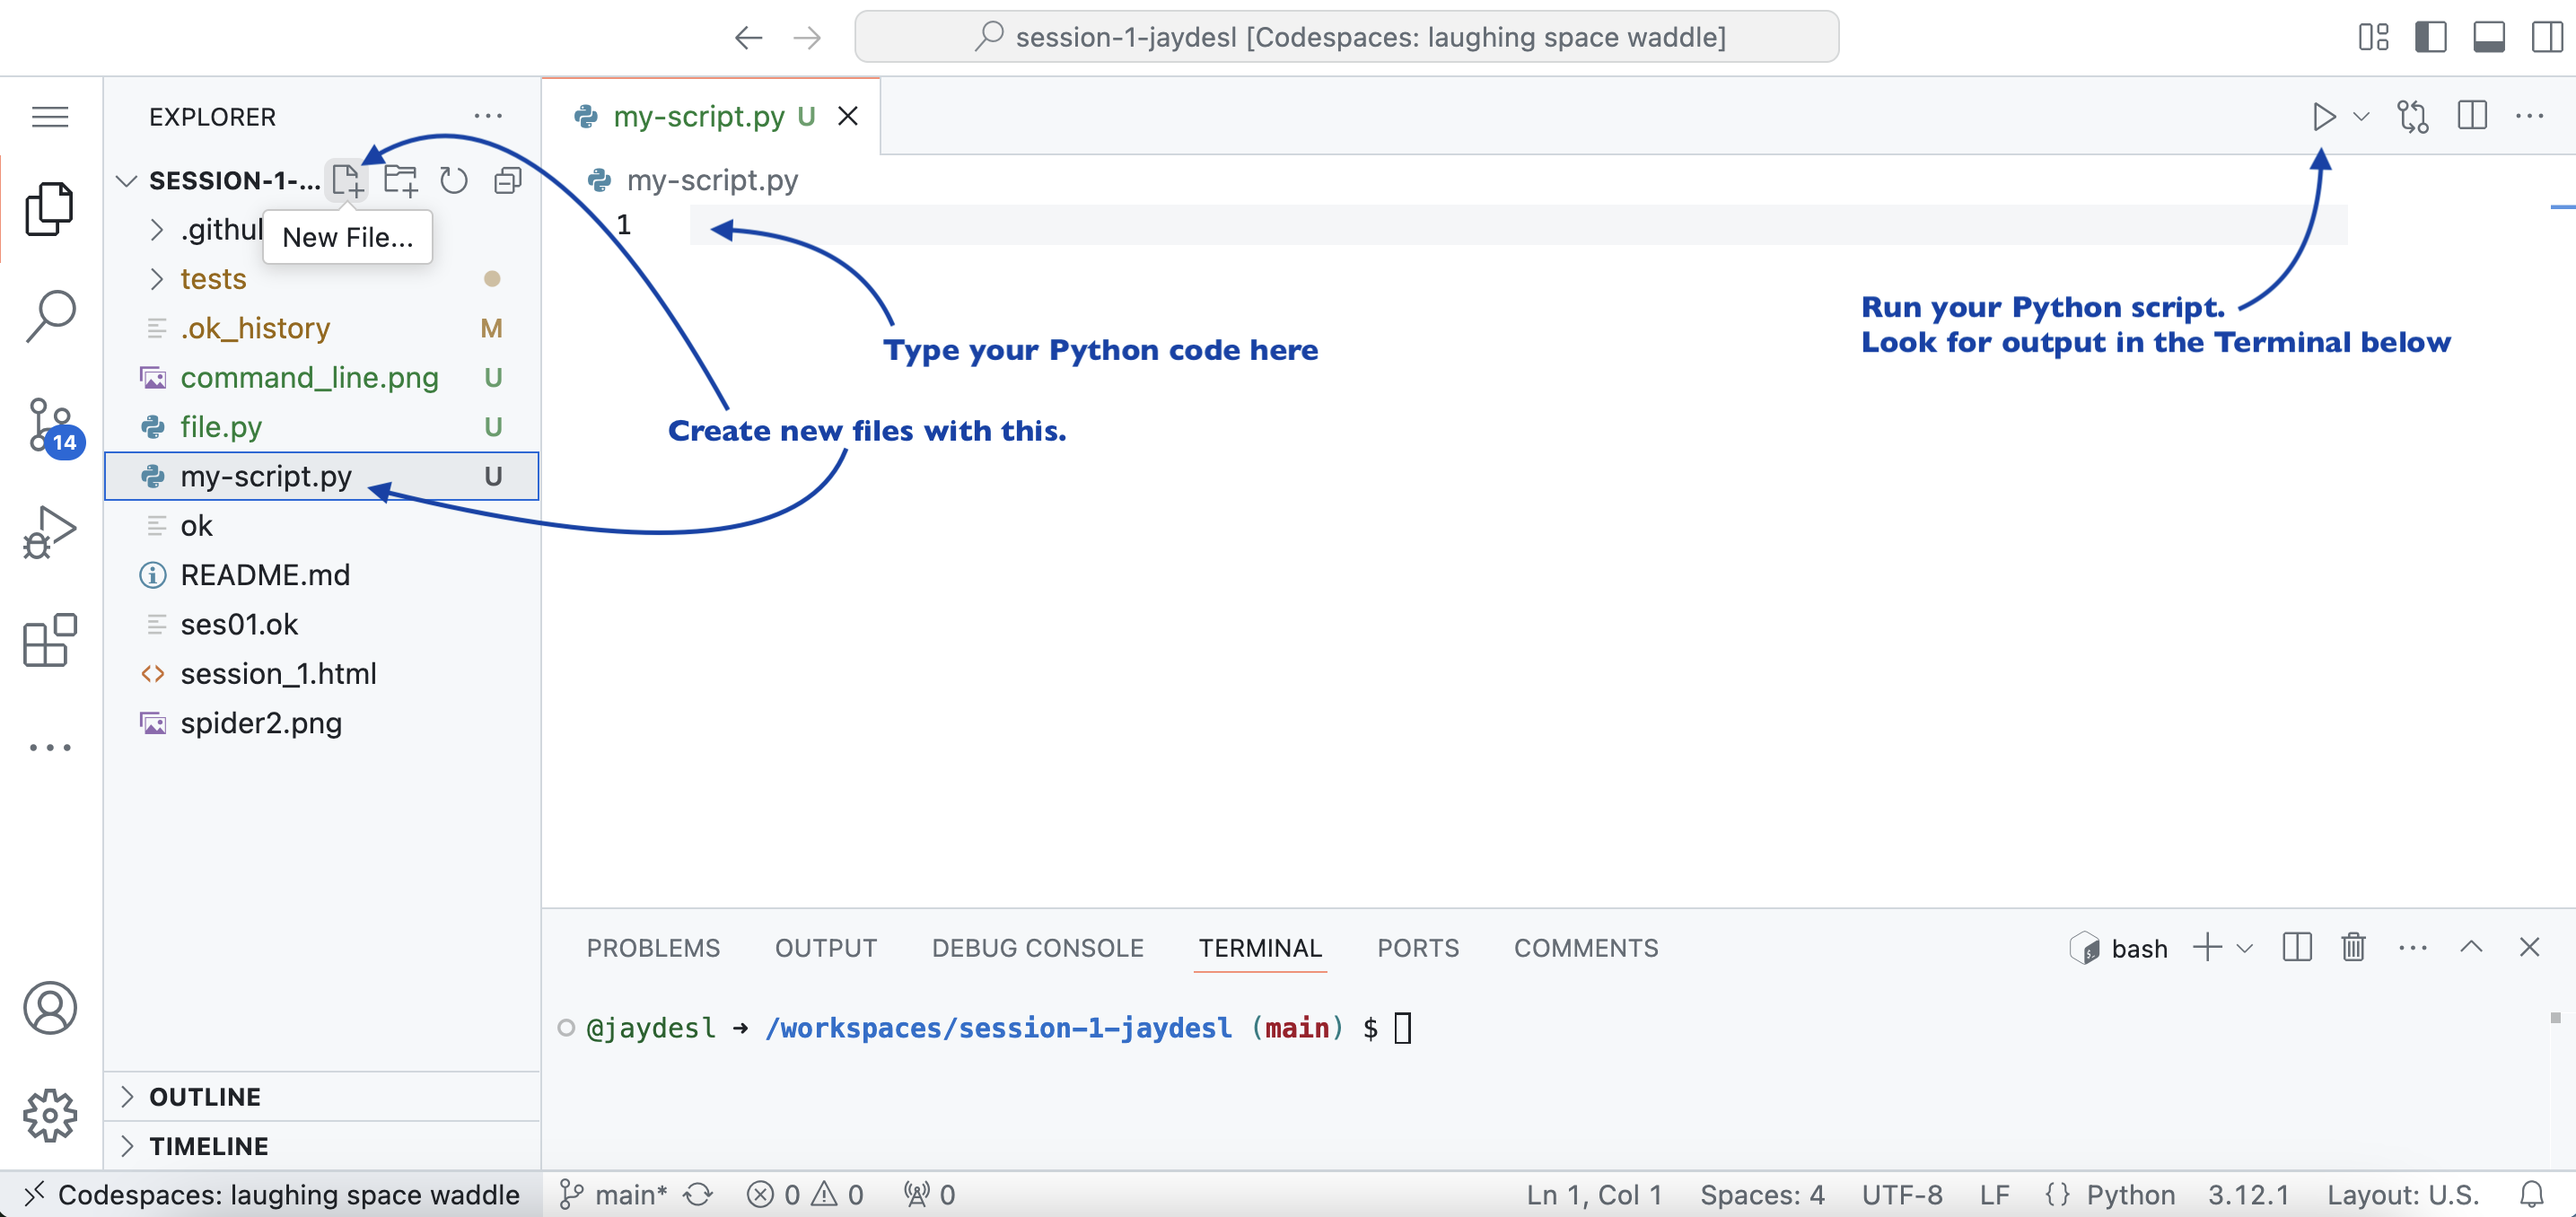 session-1-jaydesl [Codespaces: laughing space waddle]
EXPLORER
SESSION-1-...
New File...
tests
.ok_history M
command_line.png U
file.py U
my-script.py U
ok
README.md
ses01.ok
session_1.html
spider2.png
OUTLINE
TIMELINE
14
my-script.py U
my-script.py
1
Type your Python code here
Create new files with this.
Run your Python script.
Look for output in the Terminal below
PROBLEMS OUTPUT DEBUG CONSOLE TERMINAL PORTS COMMENTS
bash
@jaydesl → /workspaces/session-1-jaydesl (main) $
Codespaces: laughing space waddle main* 0 0 0 Ln 1, Col 1 Spaces: 4 UTF-8 LF {} Python 3.12.1 Layout: U.S.